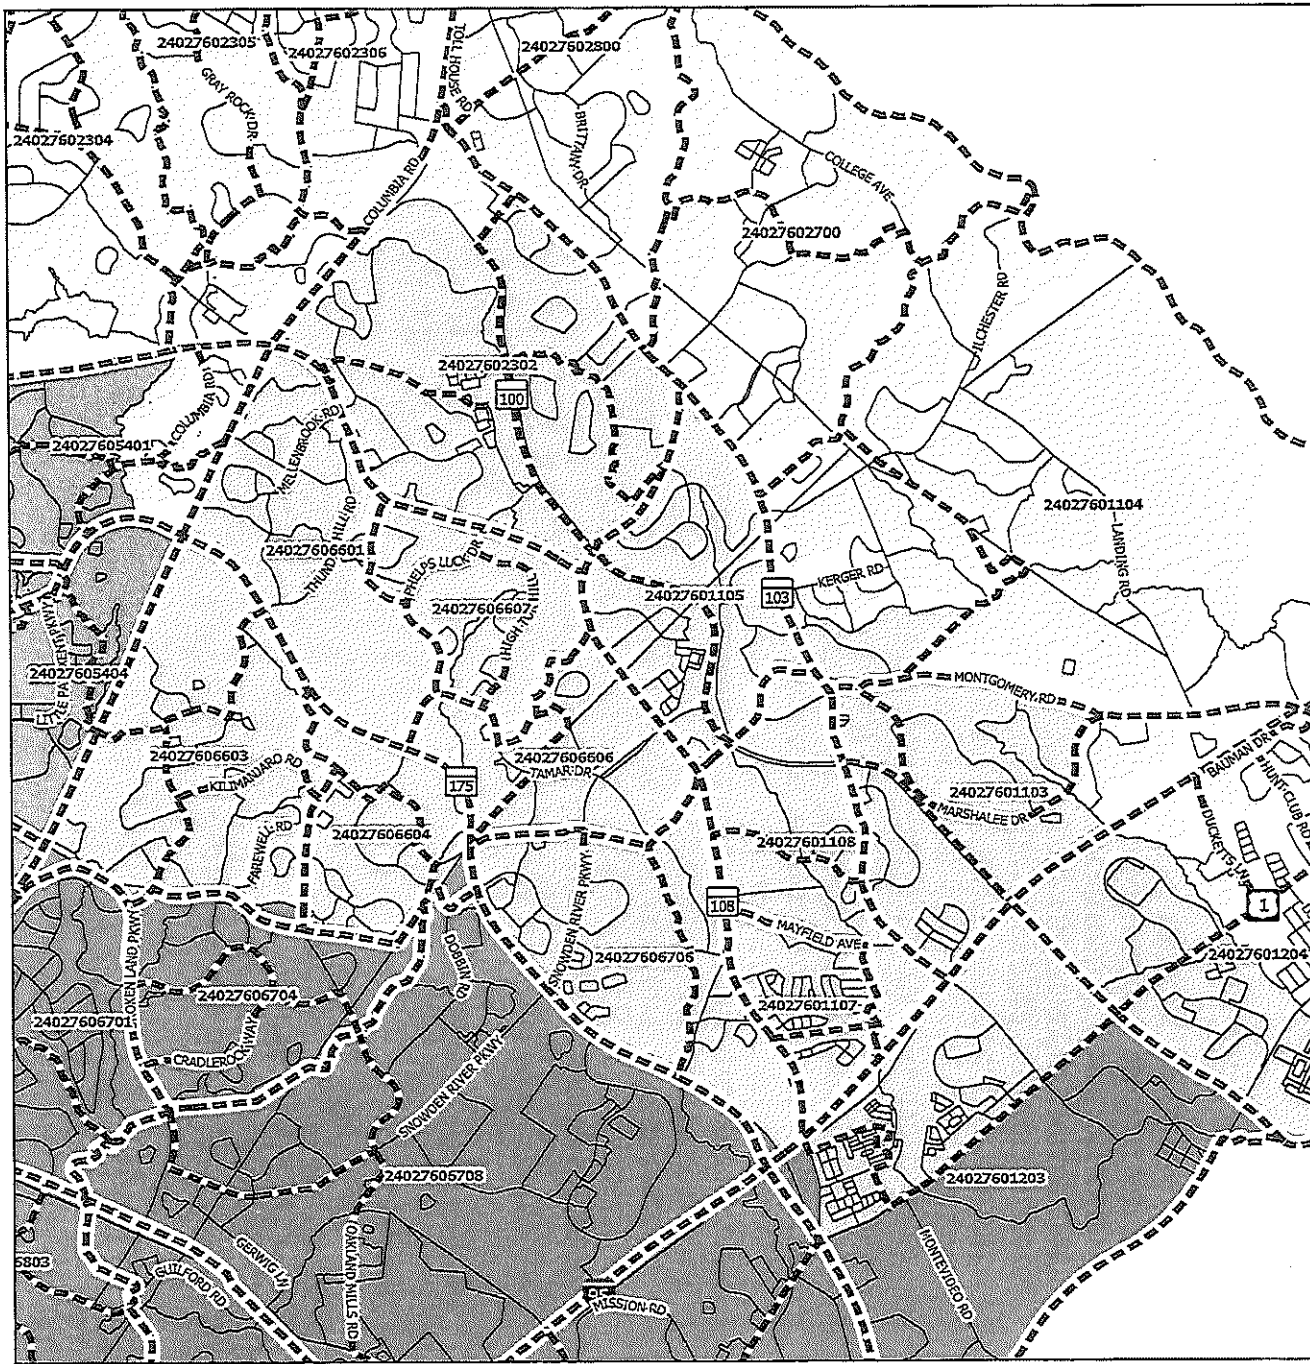 24027602305
24027602306
24027602800
TOLL HOUSE RD
GRAY ROCK DR
24027602304
BRITTANY DR
COLLEGE AVE
COLUMBIA RD
24027602700
ILCHESTER RD
24027602302
100
COLUMBIA RD
MELLENBROOK RD
24027605401
24027601104
LANDING RD
24027606601
PHELPS LUCK DR
KERGER RD
24027601105
103
24027606607
24027605404
MONTGOMERY RD
24027606603
KILIMANJARO RD
24027606606
TAMAR DR
175
BAUMAN DR
HUNT CLUB RD
24027601103
MARSHALEE DR
DUCKETTS LN
FAREWELL RD
24027606604
24027601108
SNOWDEN RIVER PKWY
108
1
MAYFIELD AVE
DOBBIN RD
24027606706
24027601204
24027606704
24027601107
24027606701
CRADLEROCK WAY
SNOWDEN RIVER PKWY
24027601203
GERWIG LN
GUILFORD RD
OAKLAND MILLS RD
MONTEVIDEO RD
MISSION RD